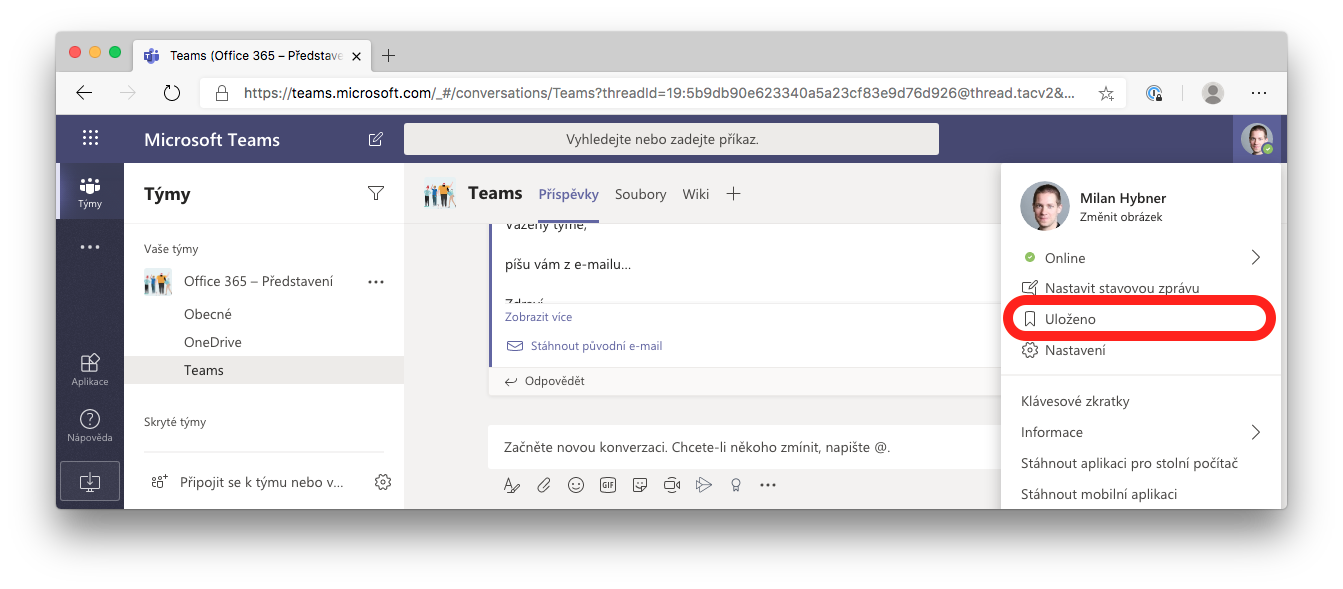 Teams (Office 365 – Představe
https://teams.microsoft.com/_#/conversations/Teams?threadId=19:5b9db90e623340a5a23cf83e9d76d926@thread.tacv2&...
Microsoft Teams
Vyhledejte nebo zadejte příkaz.
Týmy
Aplikace
Nápověda
Týmy
Vaše týmy
Office 365 – Představení
Obecné
OneDrive
Teams
Skryté týmy
Připojit se k týmu nebo v...
Teams Příspěvky Soubory Wiki
Vážený týme,
píšu vám z e-mailu...
Zdraví
Zobrazit více
Stáhnout původní e-mail
Odpovědět
Začněte novou konverzaci. Chcete-li někoho zmínit, napište @.
GIF
Milan Hybner
Změnit obrázek
Online
Nastavit stavovou zprávu
Uloženo
Nastavení
Klávesové zkratky
Informace
Stáhnout aplikaci pro stolní počítač
Stáhnout mobilní aplikaci